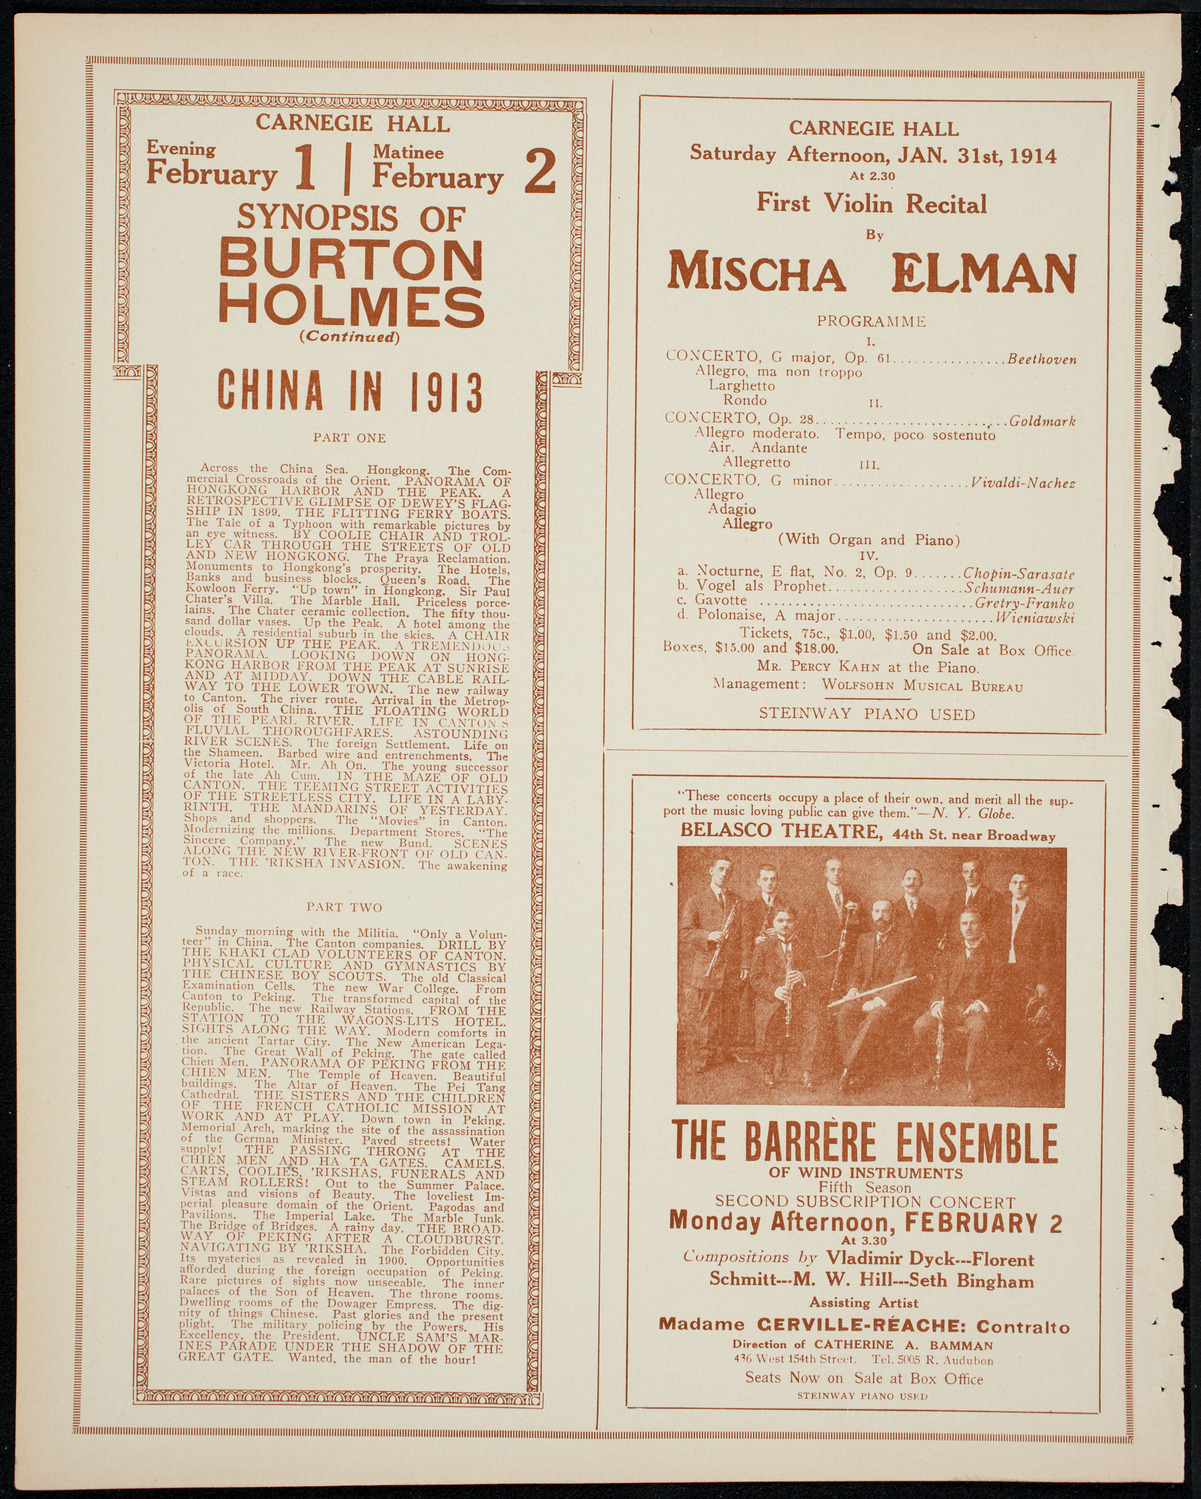 CARNEGIE HALL
Evening
February 1 | Matinee
February 2
SYNOPSIS OF
BURTON
HOLMES
(Continued)
CHINA IN 1913
PART ONE
Across the China Sea. Hongkong. The Com-
mercial Crossroads of the Orient. PANORAMA OF
HONGKONG HARBOR AND THE PEAK. A
RETROSPECTIVE GLIMPSE OF DEWEY'S FLAG-
SHIP IN 1899. THE FLITTING FERRY BOATS.
The Tale of a Typhoon with remarkable pictures by
an eye witness. BY COOLIE CHAIR AND TROL-
LEY CAR THROUGH THE STREETS OF OLD
AND NEW HONGKONG. The Praya Reclamation.
Monuments to Hongkong's prosperity. The Hotels,
Banks and business blocks. Queen's Road. The
Kowloon Ferry. "Up town" in Hongkong. Sir Paul
Chater's Villa. The Marble Hall. Priceless porce-
lains. The Chater ceramic collection. The fifty thou-
sand dollar vases. Up the Peak. A hotel among the
clouds. A residential suburb in the skies. A CHAIR
EXCURSION UP THE PEAK. A TREMENDOUS
PANORAMA. LOOKING DOWN ON HONG-
KONG HARBOR FROM THE PEAK AT SUNRISE
AND AT MIDDAY. DOWN THE CABLE RAIL-
WAY TO THE LOWER TOWN. The new railway
to Canton. The river route. Arrival in the Metrop-
olis of South China. THE FLOATING WORLD
OF THE PEARL RIVER. LIFE IN CANTON'S
FLUVIAL THOROUGHFARES. ASTOUNDING
RIVER SCENES. The foreign Settlement. Life on
the Shameen. Barbed wire and entrenchments. The
Victoria Hotel. Mr. Ah On. The young successor
of the late Ah Cum. IN THE MAZE OF OLD
CANTON. THE TEEMING STREET ACTIVITIES
OF THE STREETLESS CITY. LIFE IN A LABY-
RINTH. THE MANDARINS OF YESTERDAY.
Shops and shoppers. The "Movies" in Canton.
Modernizing the millions. Department Stores. "The
Sincere Company." The new Bund. SCENES
ALONG THE NEW RIVER-FRONT OF OLD CAN-
TON. THE 'RIKSHA INVASION. The awakening
of a race.
PART TWO
Sunday morning with the Militia. "Only a Volun-
teer" in China. The Canton companies. DRILL BY
THE KHAKI CLAD VOLUNTEERS OF CANTON.
PHYSICAL CULTURE AND GYMNASTICS BY
THE CHINESE BOY SCOUTS. The old Classical
Examination Cells. The new War College. From
Canton to Peking. The transformed capital of the
Republic. The new Railway Stations. FROM THE
STATION TO THE WAGONS-LITS HOTEL.
SIGHTS ALONG THE WAY. Modern comforts in
the ancient Tartar City. The New American Lega-
tion. The Great Wall of Peking. The gate called
Chien Men. PANORAMA OF PEKING FROM THE
CHIEN MEN. The Temple of Heaven. Beautiful
buildings. The Altar of Heaven. The Pei Tang
Cathedral. THE SISTERS AND THE CHILDREN
OF THE FRENCH CATHOLIC MISSION AT
WORK AND AT PLAY. Down town in Peking.
Memorial Arch, marking the site of the assassination
of the German Minister. Paved streets! Water
supply! THE PASSING THRONG AT THE
CHIEN MEN AND HA TA GATES. CAMELS,
CARTS, COOLIES, 'RIKSHAS, FUNERALS AND
STEAM ROLLERS! Out to the Summer Palace.
Vistas and visions of Beauty. The loveliest Im-
perial pleasure domain of the Orient. Pagodas and
Pavilions. The Imperial Lake. The Marble Junk.
The Bridge of Bridges. A rainy day. THE BROAD-
WAY OF PEKING AFTER A CLOUDBURST.
NAVIGATING BY 'RIKSHA. The Forbidden City.
Its mysteries as revealed in 1900. Opportunities
afforded during the foreign occupation of Peking.
Rare pictures of sights now unseeable. The inner
palaces of the Son of Heaven. The throne rooms.
Dwelling rooms of the Dowager Empress. The dig-
nity of things Chinese. Past glories and the present
plight. The military policing by the Powers. His
Excellency, the President. UNCLE SAM'S MAR-
INES PARADE UNDER THE SHADOW OF THE
GREAT GATE. Wanted, the man of the hour!
CARNEGIE HALL
Saturday Afternoon, JAN. 31st, 1914
At 2.30
First Violin Recital
By
MISCHA ELMAN
PROGRAMME
I.
CONCERTO, G major, Op. 61................Beethoven
Allegro, ma non troppo
Larghetto
Rondo
II.
CONCERTO, Op. 28..........................Goldmark
Allegro moderato. Tempo, poco sostenuto
Air. Andante
Allegretto
III.
CONCERTO, G minor...................Vivaldi-Nachez
Allegro
Adagio
Allegro
(With Organ and Piano)
IV.
a. Nocturne, E flat, No. 2, Op. 9.......Chopin-Sarasate
b. Vogel als Prophet...................Schumann-Auer
c. Gavotte ..............................Gretry-Franko
d. Polonaise, A major......................Wieniawski
Tickets, 75c., $1.00, $1.50 and $2.00.
Boxes, $15.00 and $18.00. On Sale at Box Office
MR. PERCY KAHN at the Piano.
Management: WOLFSOHN MUSICAL BUREAU
STEINWAY PIANO USED
"These concerts occupy a place of their own, and merit all the sup-
port the music loving public can give them."—N. Y. Globe.
BELASCO THEATRE, 44th St. near Broadway
THE BARRÈRE ENSEMBLE
OF WIND INSTRUMENTS
Fifth Season
SECOND SUBSCRIPTION CONCERT
Monday Afternoon, FEBRUARY 2
At 3.30
Compositions by Vladimir Dyck---Florent
Schmitt---M. W. Hill---Seth Bingham
Assisting Artist
Madame GERVILLE-RÉACHE: Contralto
Direction of CATHERINE A. BAMMAN
436 West 154th Street. Tel. 5005 R. Audubon
Seats Now on Sale at Box Office
STEINWAY PIANO USED